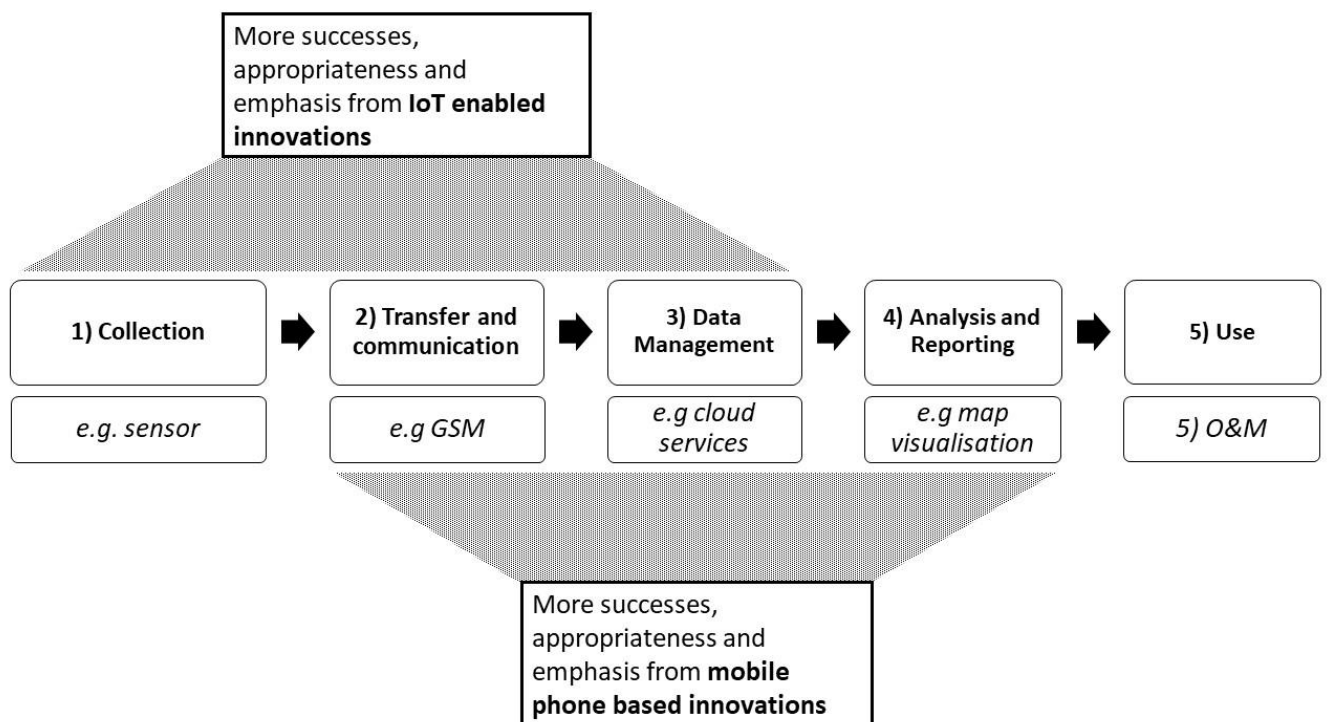 More successes,
appropriateness and
emphasis from IoT enabled
innovations
1) Collection
2) Transfer and
communication
3) Data
Management
4) Analysis and
Reporting
5) Use
e.g. sensor
e.g GSM
e.g cloud
services
e.g map
visualisation
5) O&M
More successes,
appropriateness and
emphasis from mobile
phone based innovations